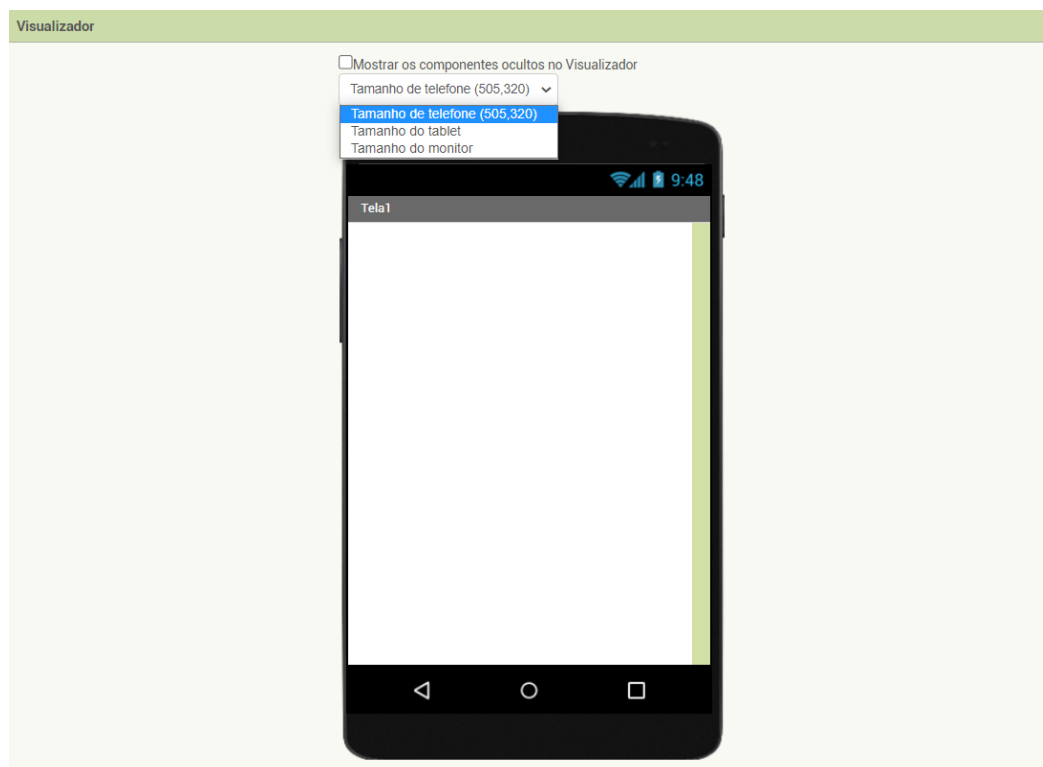 Visualizador
Mostrar os componentes ocultos no Visualizador
Tamanho de telefone (505,320)
Tamanho de telefone (505,320)
Tamanho do tablet
Tamanho do monitor
9:48
Tela1